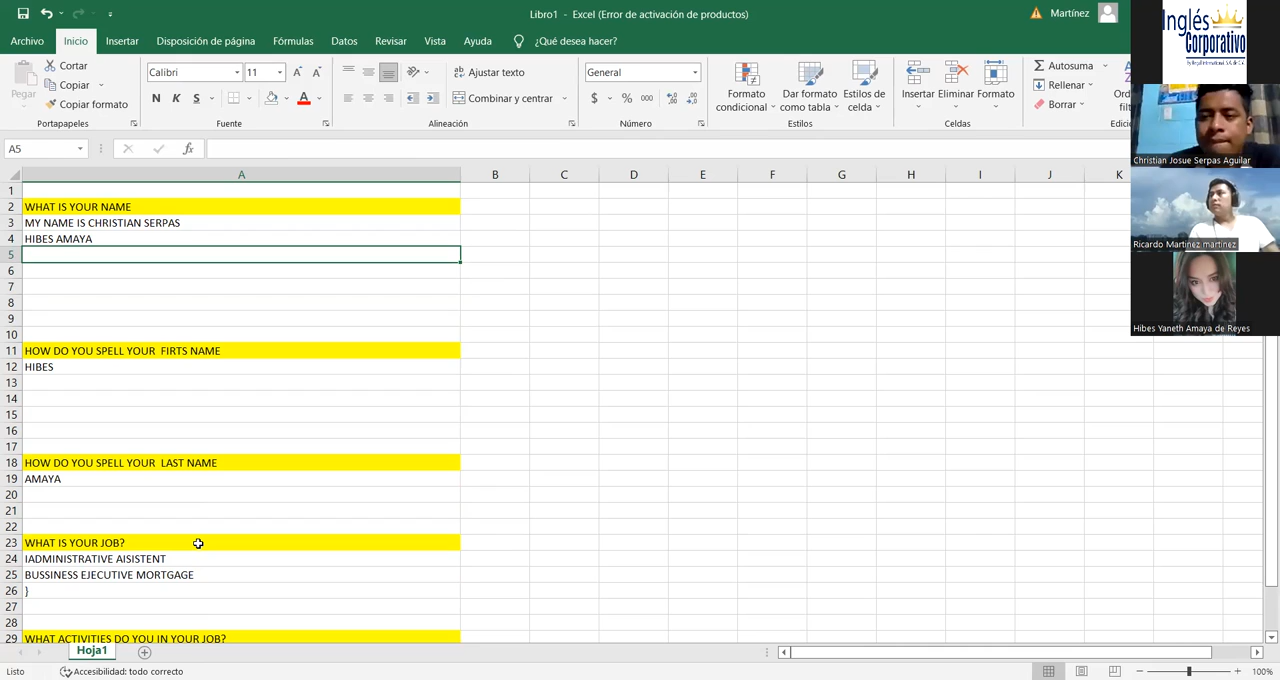 Libro1 - Excel (Error de activación de productos)
Martínez
Archivo Inicio Insertar Disposición de página Fórmulas Datos Revisar Vista Ayuda ¿Qué desea hacer?
Pegar
Cortar
Copiar
Copiar formato
Portapapeles
Calibri 11
N K S
Fuente
Ajustar texto
Combinar y centrar
Alineación
General
$ % 000
Número
Formato condicional
Dar formato como tabla
Estilos de celda
Estilos
Insertar Eliminar Formato
Celdas
Autosuma
Rellenar
Borrar
A5
fx
A B C D E F G H I J K
1
2 WHAT IS YOUR NAME
3 MY NAME IS CHRISTIAN SERPAS
4 HIBES AMAYA
5
6
7
8
9
10
11 HOW DO YOU SPELL YOUR  FIRTS NAME
12 HIBES
13
14
15
16
17
18 HOW DO YOU SPELL YOUR  LAST NAME
19 AMAYA
20
21
22
23 WHAT IS YOUR JOB?
24 IADMINISTRATIVE AISISTENT
25 BUSSINESS EJECUTIVE MORTGAGE
26 }
27
28
29 WHAT ACTIVITIES DO YOU IN YOUR JOB?
Hoja1
Listo Accesibilidad: todo correcto
100%
Inglés
Corporativo
Christian Josue Serpas Aguilar
Ricardo Martinez martinez
Hibes Yaneth Amaya de Reyes